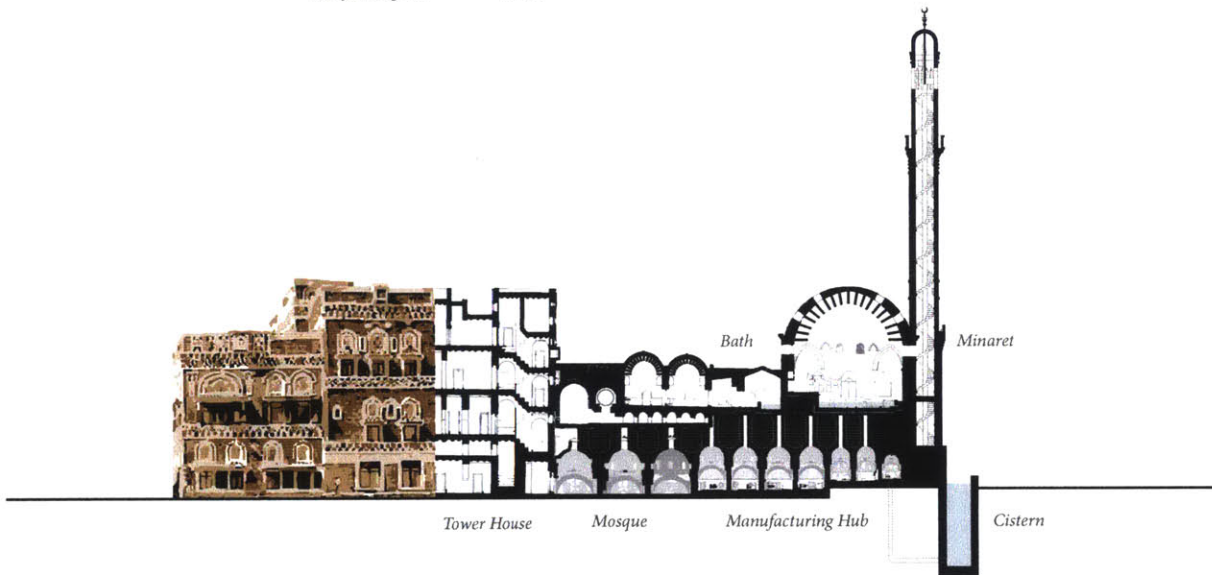 Bath
Minaret
Tower House
Mosque
Manufacturing Hub
Cistern